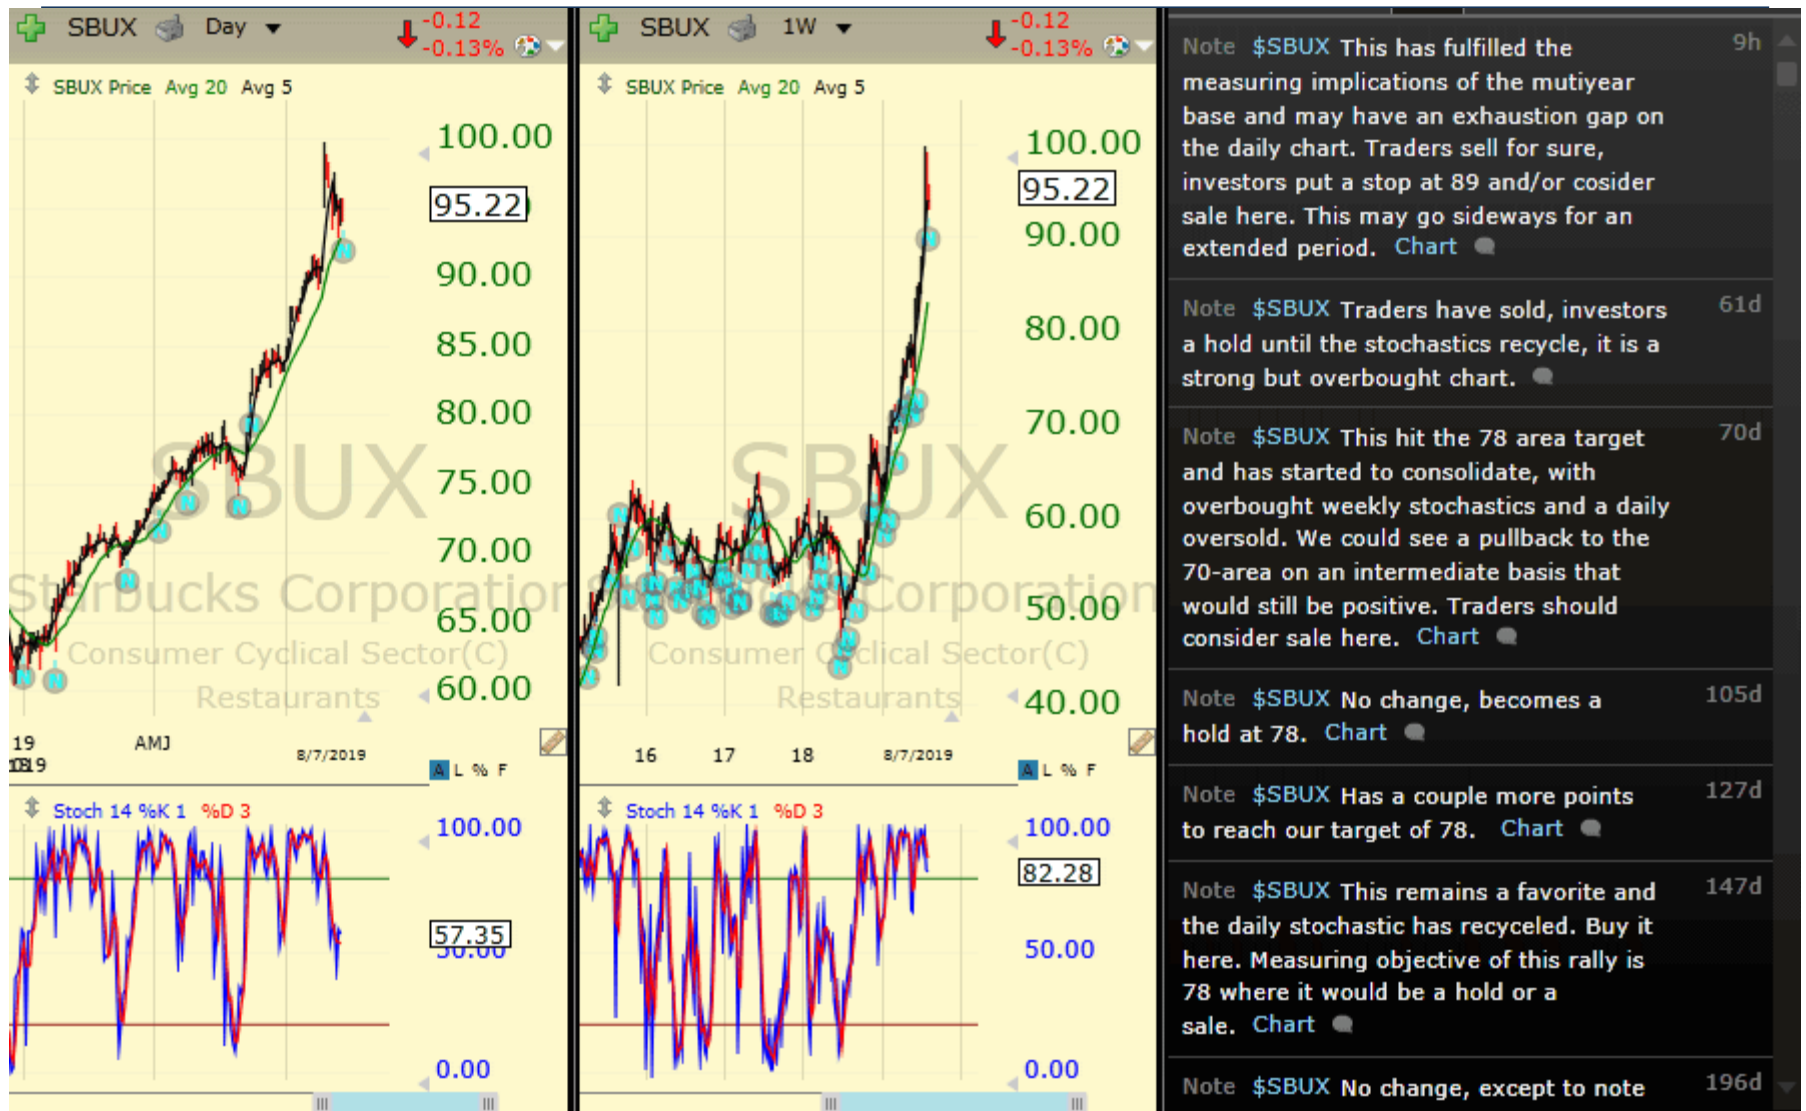 SBUX Day
-0.12
-0.13%
SBUX Price Avg 20 Avg 5
100.00
95.22
90.00
85.00
80.00
75.00
70.00
65.00
60.00
SBUX
Starbucks Corporation
Consumer Cyclical Sector(C)
Restaurants
19 AMJ 8/7/2019
A L % F
Stoch 14 %K 1 %D 3
100.00
57.35
50.00
0.00
SBUX 1W
-0.12
-0.13%
SBUX Price Avg 20 Avg 5
100.00
95.22
90.00
80.00
70.00
60.00
50.00
40.00
SBUX
Corporation
Consumer Cyclical Sector(C)
Restaurants
16 17 18 8/7/2019
A L % F
Stoch 14 %K 1 %D 3
100.00
82.28
50.00
0.00
Note $SBUX This has fulfilled the 9h
measuring implications of the mutiyear
base and may have an exhaustion gap on
the daily chart. Traders sell for sure,
investors put a stop at 89 and/or cosider
sale here. This may go sideways for an
extended period. Chart
Note $SBUX Traders have sold, investors 61d
a hold until the stochastics recycle, it is a
strong but overbought chart.
Note $SBUX This hit the 78 area target 70d
and has started to consolidate, with
overbought weekly stochastics and a daily
oversold. We could see a pullback to the
70-area on an intermediate basis that
would still be positive. Traders should
consider sale here. Chart
Note $SBUX No change, becomes a 105d
hold at 78. Chart
Note $SBUX Has a couple more points 127d
to reach our target of 78. Chart
Note $SBUX This remains a favorite and 147d
the daily stochastic has recyceled. Buy it
here. Measuring objective of this rally is
78 where it would be a hold or a
sale. Chart
Note $SBUX No change, except to note 196d